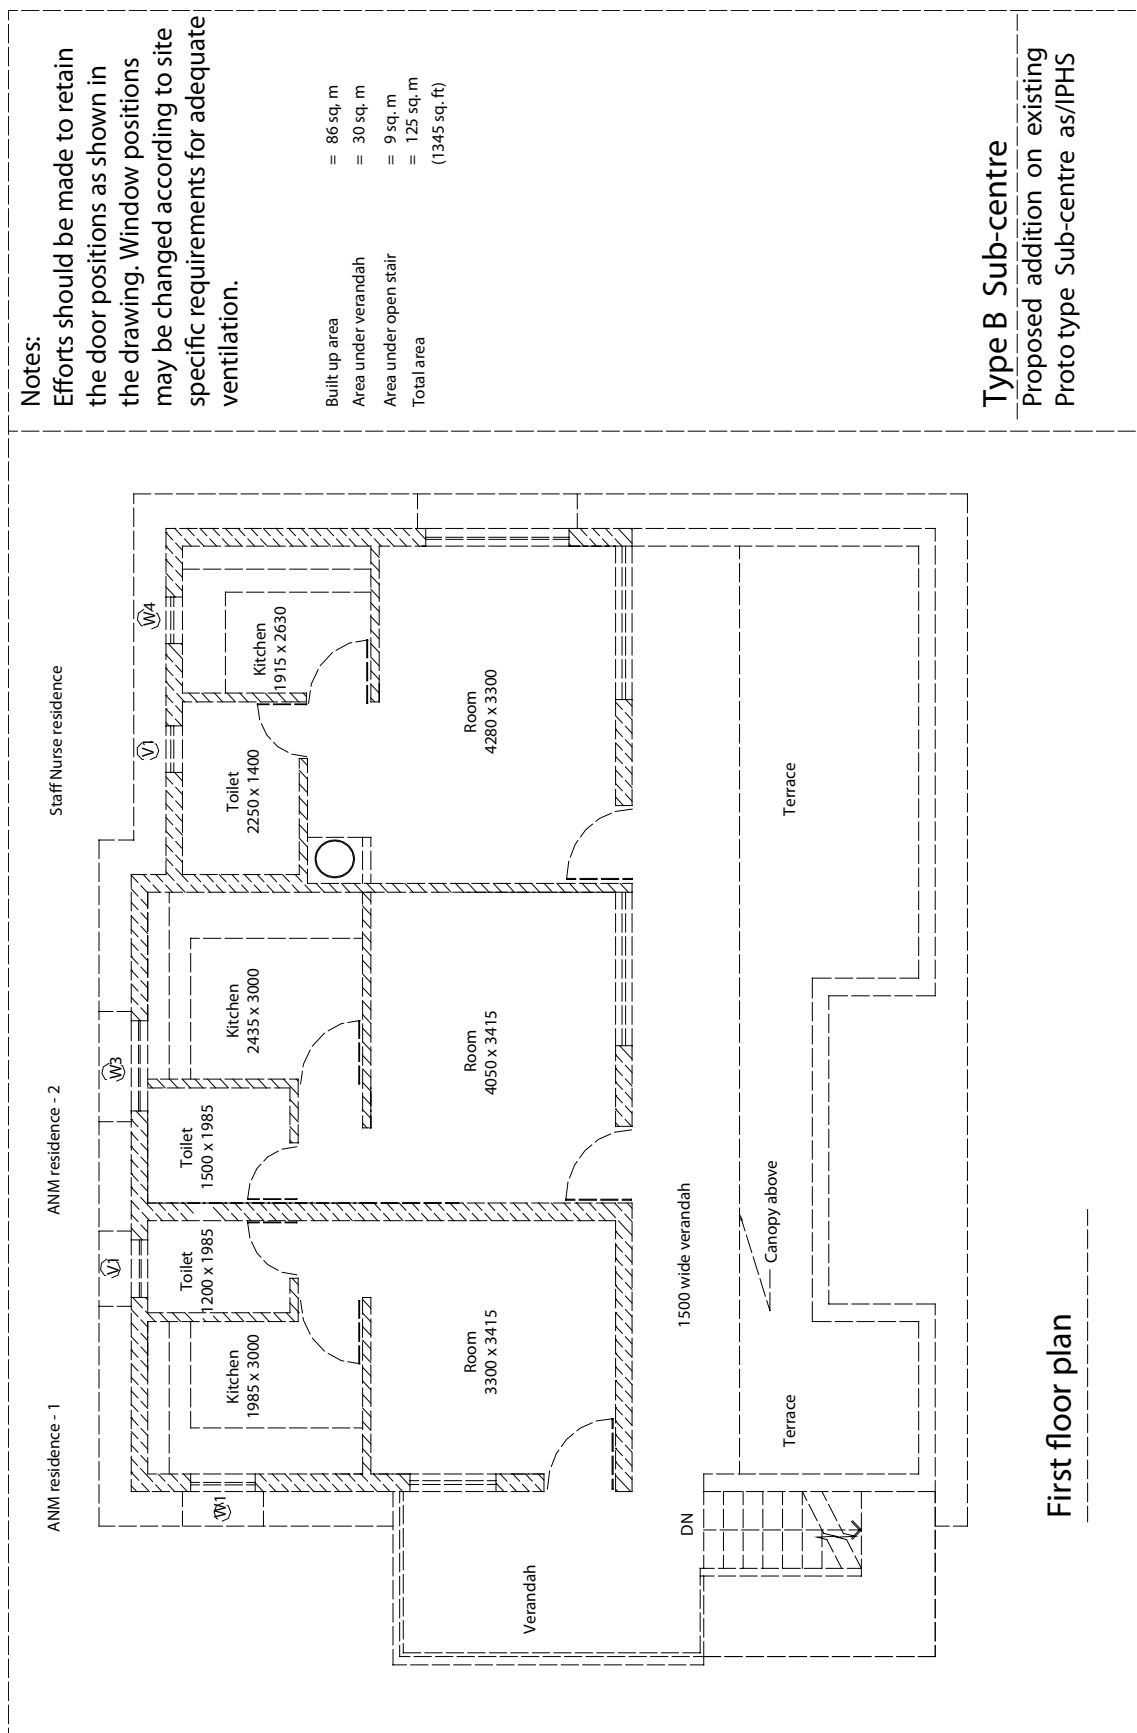 Notes:
Efforts should be made to retain
the door positions as shown in
the drawing. Window positions
may be changed according to site
specific requirements for adequate
ventilation.
Built up area = 86 sq, m
Area under verandah = 30 sq. m
Area under open stair = 9 sq. m
Total area = 125 sq. m
(1345 sq. ft)
Type B Sub-centre
Proposed addition on existing
Proto type Sub-centre as/IPHS
ANM residence - 1
ANM residence - 2
Staff Nurse residence
W1
V1
W3
V1
W4
Kitchen
1985 x 3000
Toilet
1200 x 1985
Toilet
1500 x 1985
Kitchen
2435 x 3000
Toilet
2250 x 1400
Kitchen
1915 x 2630
Room
3300 x 3415
Room
4050 x 3415
Room
4280 x 3300
Verandah
DN
1500 wide verandah
Canopy above
Terrace
Terrace
First floor plan